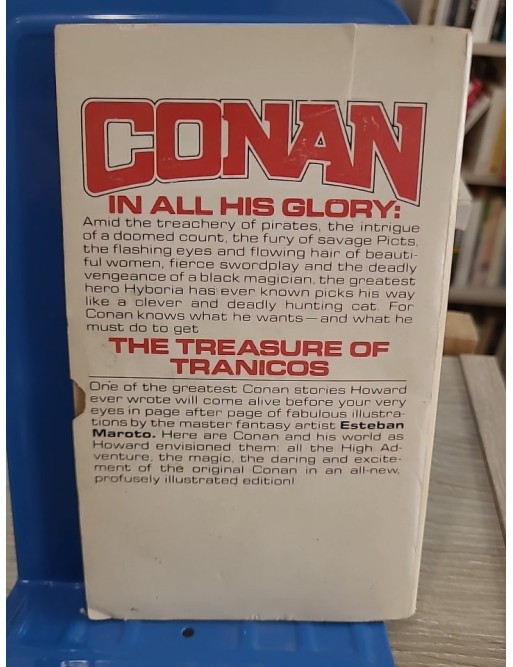 CONAN
IN ALL HIS GLORY:
Amid the treachery of pirates, the intrigue
of a doomed count, the fury of savage Picts,
the flashing eyes and flowing hair of beauti-
ful women, fierce swordplay and the deadly
vengeance of a black magician, the greatest
hero Hyboria has ever known picks his way
like a clever and deadly hunting cat. For
Conan knows what he wants—and what he
must do to get
THE TREASURE OF
TRANICOS
One of the greatest Conan stories Howard
ever wrote will come alive before your very
eyes in page after page of fabulous illustra-
tions by the master fantasy artist Esteban
Maroto. Here are Conan and his world as
Howard envisioned them: all the High Ad-
venture, the magic, the daring and excite-
ment of the original Conan in an all-new,
profusely illustrated edition!